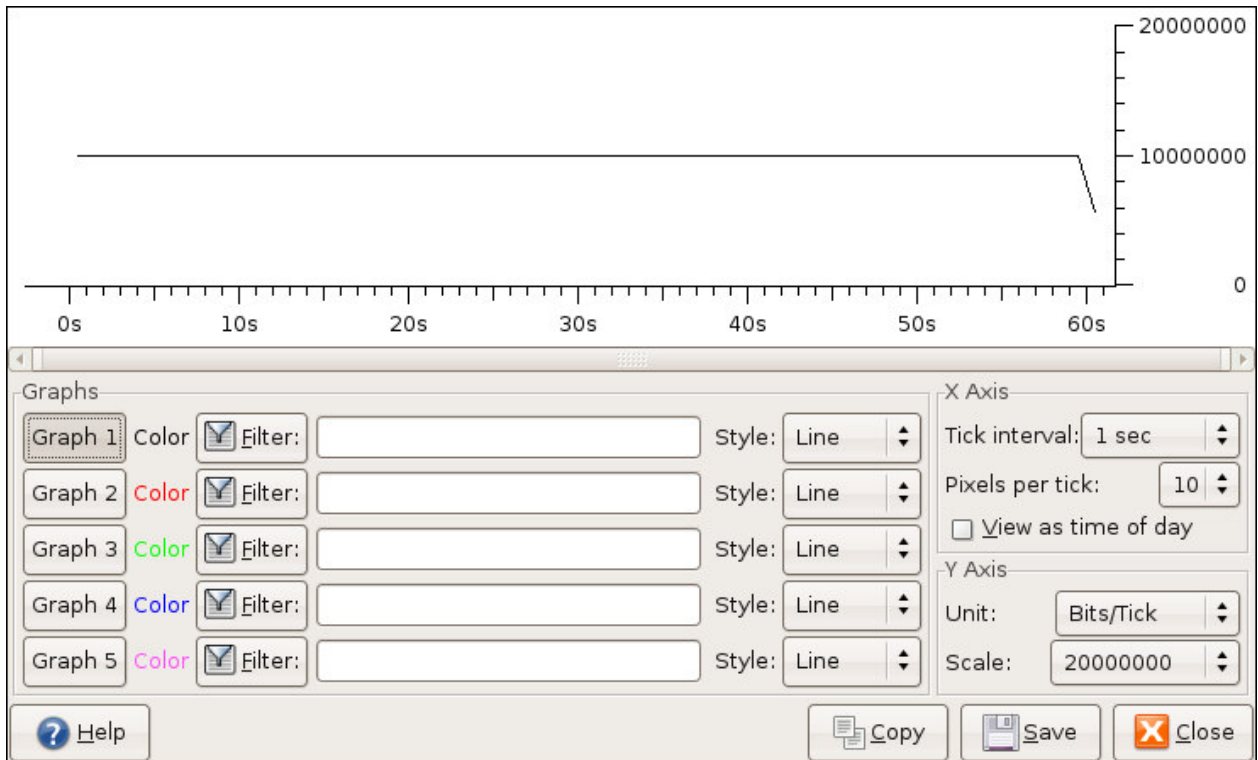 20000000
10000000
0
0s 10s 20s 30s 40s 50s 60s
Graphs
Graph 1 Color Filter: Style: Line
Graph 2 Color Filter: Style: Line
Graph 3 Color Filter: Style: Line
Graph 4 Color Filter: Style: Line
Graph 5 Color Filter: Style: Line
X Axis
Tick interval: 1 sec
Pixels per tick: 10
View as time of day
Y Axis
Unit: Bits/Tick
Scale: 20000000
Help Copy Save Close